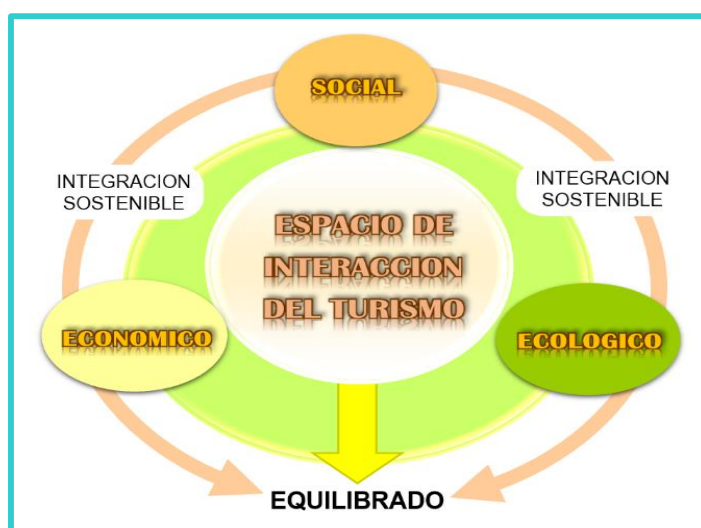 SOCIAL
INTEGRACION
SOSTENIBLE
INTEGRACION
SOSTENIBLE
ESPACIO DE
INTERACCION
DEL TURISMO
ECONOMICO
ECOLOGICO
EQUILIBRADO